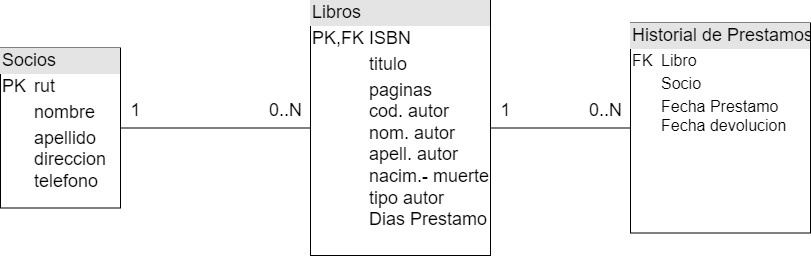 Socios
PK rut
nombre
apellido
direccion
telefono
1
0..N
Libros
PK,FK ISBN
titulo
paginas
cod. autor
nom. autor
apell. autor
nacim.- muerte
tipo autor
Dias Prestamo
1
0..N
Historial de Prestamos
FK Libro
Socio
Fecha Prestamo
Fecha devolucion